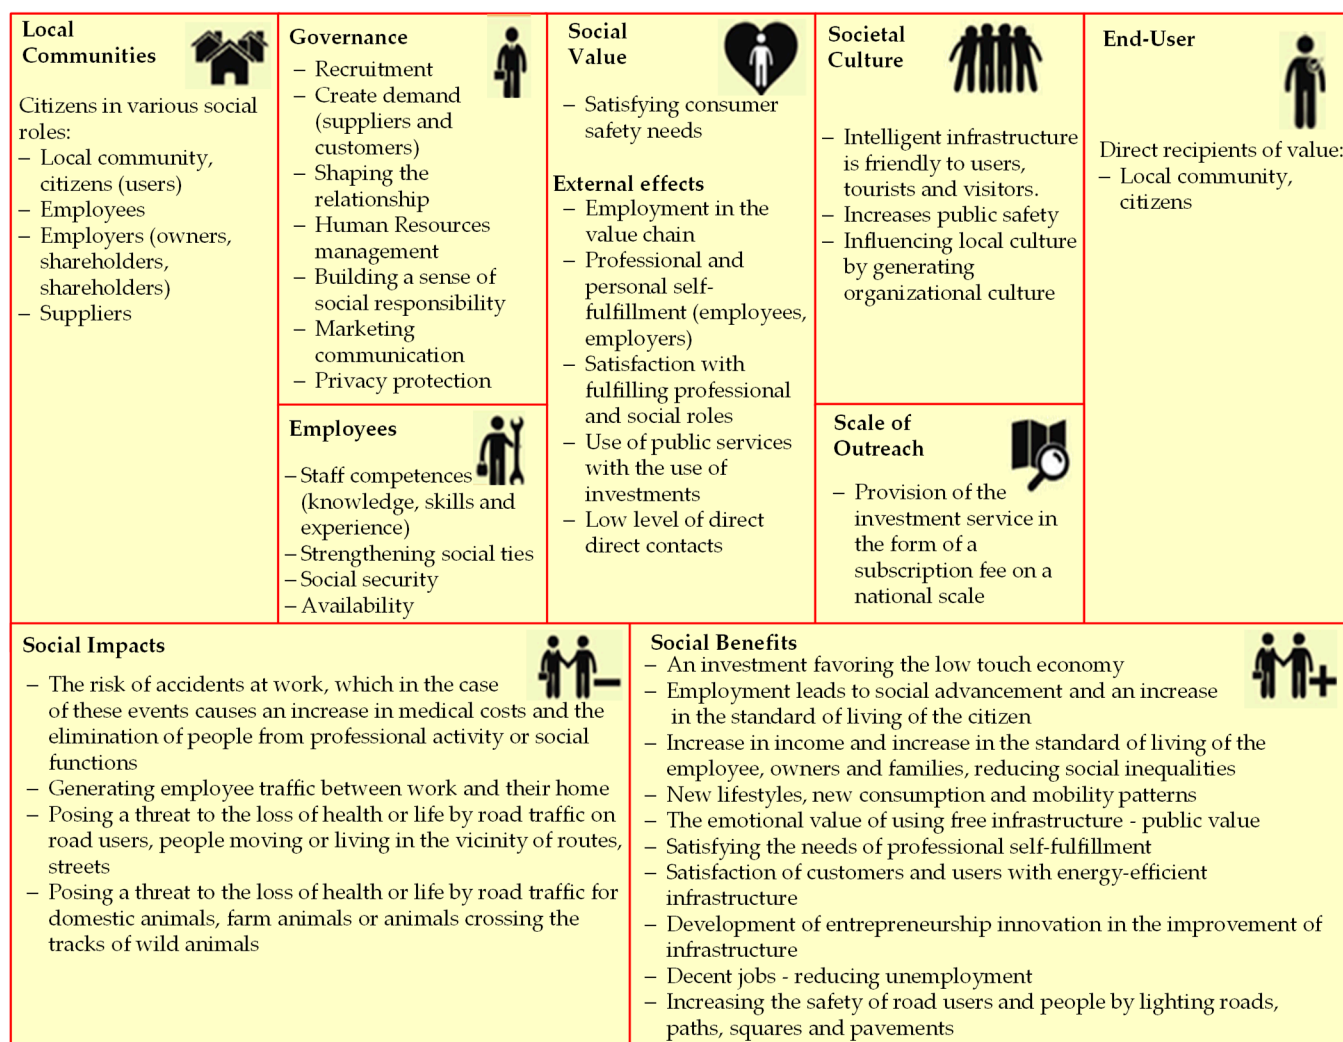 Local
Communities
Citizens in various social
roles:
– Local community,
citizens (users)
– Employees
– Employers (owners,
shareholders,
shareholders)
– Suppliers
Governance
– Recruitment
– Create demand
(suppliers and
customers)
– Shaping the
relationship
– Human Resources
management
– Building a sense of
social responsibility
– Marketing
communication
– Privacy protection
Employees
– Staff competences
(knowledge, skills and
experience)
– Strengthening social ties
– Social security
– Availability
Social
Value
– Satisfying consumer
safety needs
External effects
– Employment in the
value chain
– Professional and
personal self-
fulfillment (employees,
employers)
– Satisfaction with
fulfilling professional
and social roles
– Use of public services
with the use of
investments
– Low level of direct
direct contacts
Societal
Culture
– Intelligent infrastructure
is friendly to users,
tourists and visitors.
– Increases public safety
– Influencing local culture
by generating
organizational culture
Scale of
Outreach
– Provision of the
investment service in
the form of a
subscription fee on a
national scale
End-User
Direct recipients of value:
– Local community,
citizens
Social Impacts
– The risk of accidents at work, which in the case
of these events causes an increase in medical costs and the
elimination of people from professional activity or social
functions
– Generating employee traffic between work and their home
– Posing a threat to the loss of health or life by road traffic on
road users, people moving or living in the vicinity of routes,
streets
– Posing a threat to the loss of health or life by road traffic for
domestic animals, farm animals or animals crossing the
tracks of wild animals
Social Benefits
– An investment favoring the low touch economy
– Employment leads to social advancement and an increase
in the standard of living of the citizen
– Increase in income and increase in the standard of living of the
employee, owners and families, reducing social inequalities
– New lifestyles, new consumption and mobility patterns
– The emotional value of using free infrastructure - public value
– Satisfying the needs of professional self-fulfillment
– Satisfaction of customers and users with energy-efficient
infrastructure
– Development of entrepreneurship innovation in the improvement of
infrastructure
– Decent jobs - reducing unemployment
– Increasing the safety of road users and people by lighting roads,
paths, squares and pavements